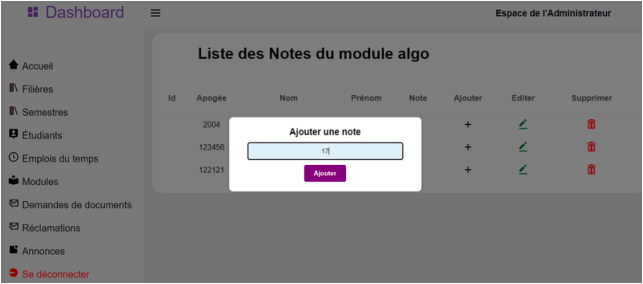 Dashboard
Espace de l'Administrateur
Accueil
Filières
Semestres
Étudiants
Emplois du temps
Modules
Demandes de documents
Réclamations
Annonces
Se déconnecter
Liste des Notes du module algo
Id Apogée Nom Prénom Note Ajouter Éditer Supprimer
2004
123456
122121
Ajouter une note
17
Ajouter